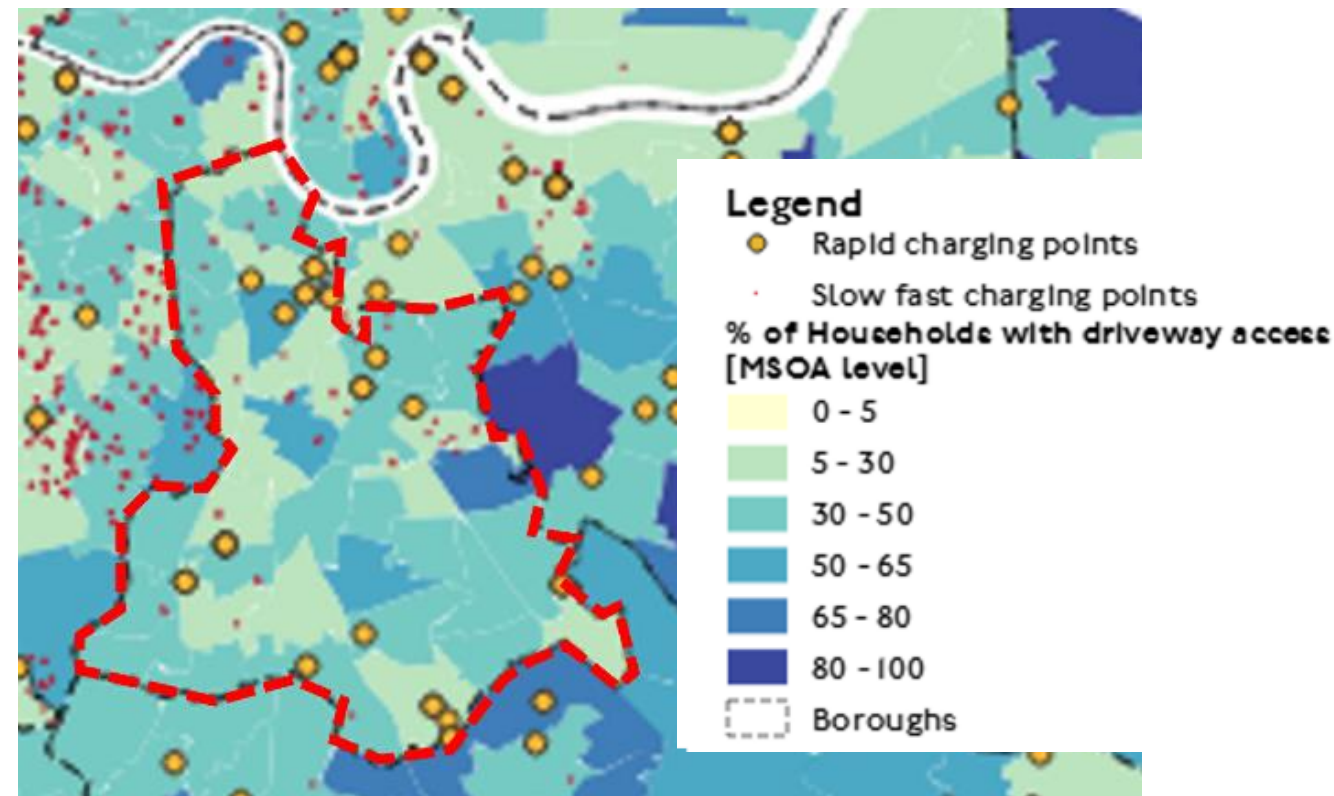 Legend
Rapid charging points
Slow fast charging points
% of Households with driveway access
[MSOA level]
0 - 5
5 - 30
30 - 50
50 - 65
65 - 80
80 - 100
Boroughs